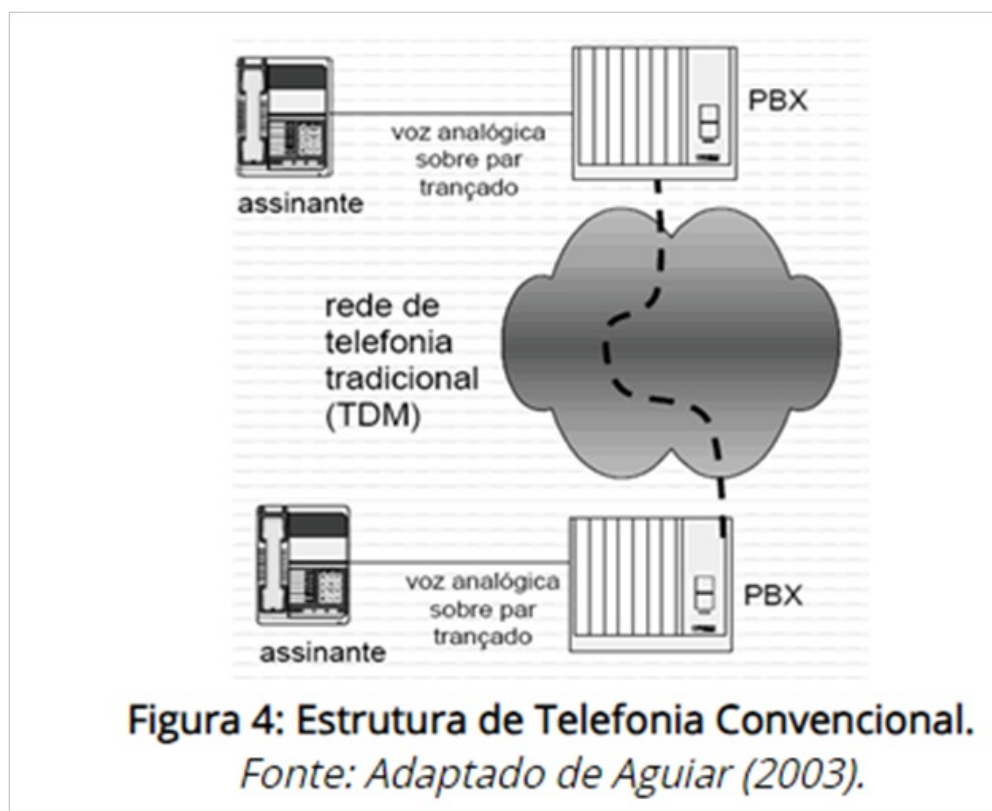 PBX
voz analógica
sobre par
trançado
assinante
rede de
telefonia
tradicional
(TDM)
PBX
voz analógica
sobre par
trançado
assinante
Figura 4: Estrutura de Telefonia Convencional.
Fonte: Adaptado de Aguiar (2003).